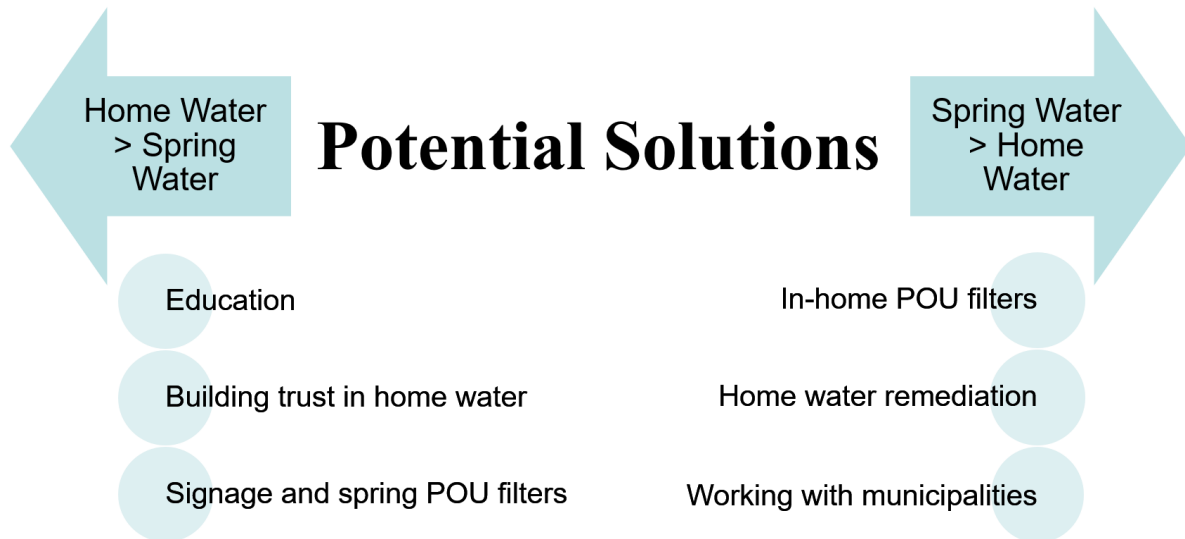 Home Water
> Spring
Water
Potential Solutions
Spring Water
> Home
Water
Education
In-home POU filters
Building trust in home water
Home water remediation
Signage and spring POU filters
Working with municipalities